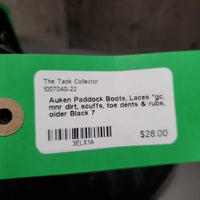 The Tack Collector
1007040-22
Auken Paddock Boots, Laces *gc,
mnr dirt, scuffs, toe dents & rubs,
older Black 7
3ELX1A
$28.00